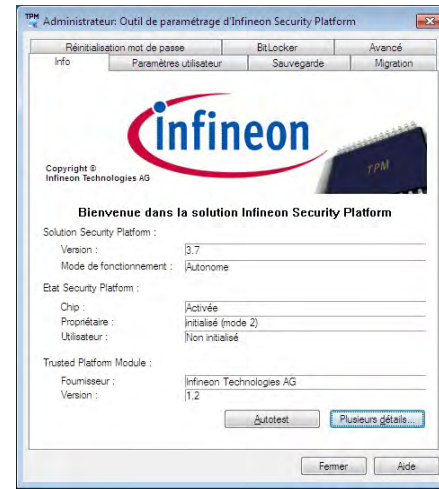 TPM Administrateur: Outil de paramétrage d'Infineon Security Platform
Réinitialisation mot de passe BitLocker Avancé
Info Paramètres utilisateur Sauvegarde Migration
infineon
TPM
Copyright ©
Infineon Technologies AG
Bienvenue dans la solution Infineon Security Platform
Solution Security Platform :
Version : 3.7
Mode de fonctionnement : Autonome
Etat Security Platform :
Chip : Activée
Propriétaire : initialisé (mode 2)
Utilisateur : Non initialisé
Trusted Platform Module :
Fournisseur : Infineon Technologies AG
Version : 1.2
Autotest Plusieurs détails...
Fermer Aide